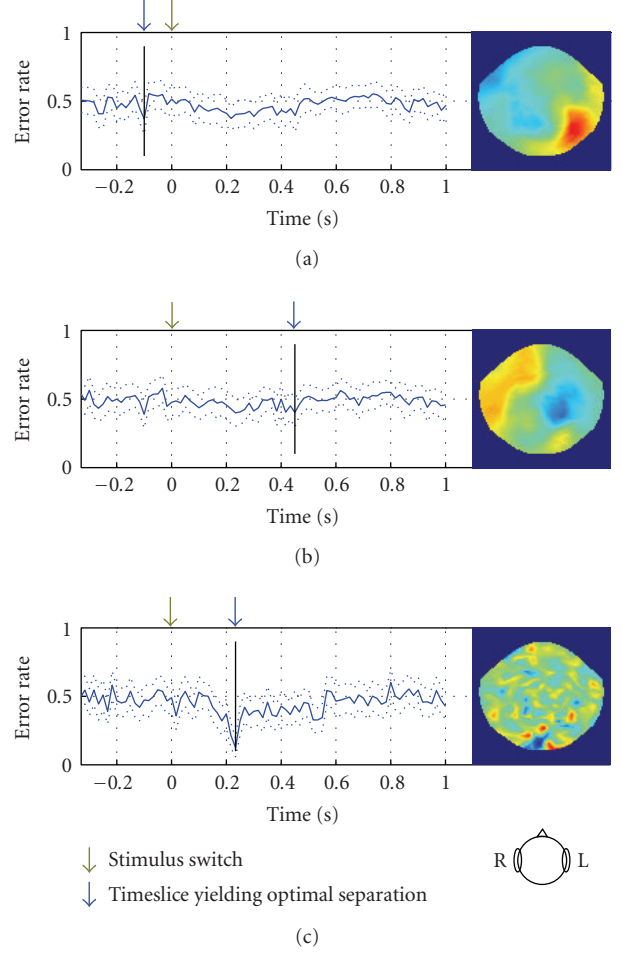 1
0.5
0
Error rate
−0.2 0 0.2 0.4 0.6 0.8 1
Time (s)
(a)
1
0.5
0
Error rate
−0.2 0 0.2 0.4 0.6 0.8 1
Time (s)
(b)
1
0.5
0
Error rate
−0.2 0 0.2 0.4 0.6 0.8 1
Time (s)
Stimulus switch
Timeslice yielding optimal separation
R L
(c)